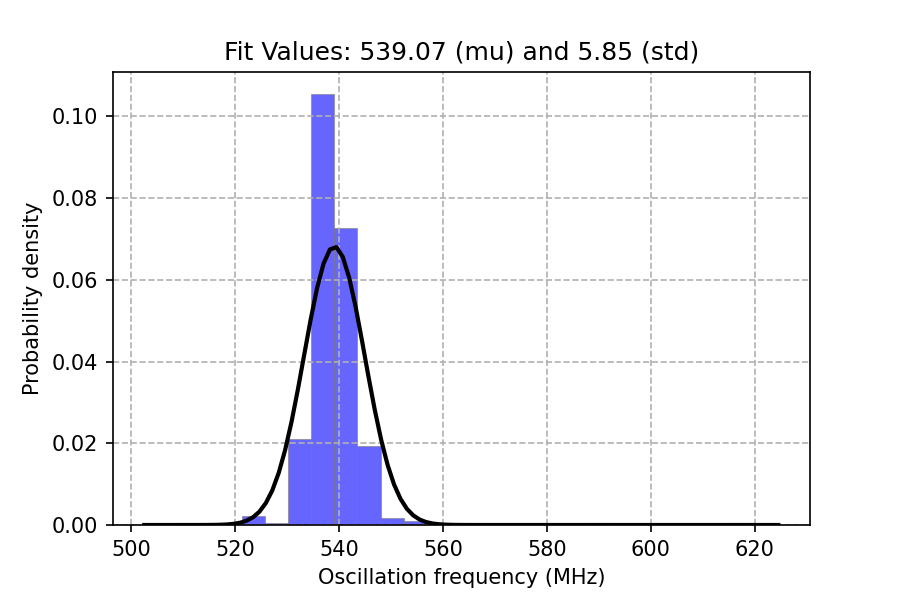 Fit Values: 539.07 (mu) and 5.85 (std)
Probability density
0.10
0.08
0.06
0.04
0.02
0.00
500 520 540 560 580 600 620
Oscillation frequency (MHz)